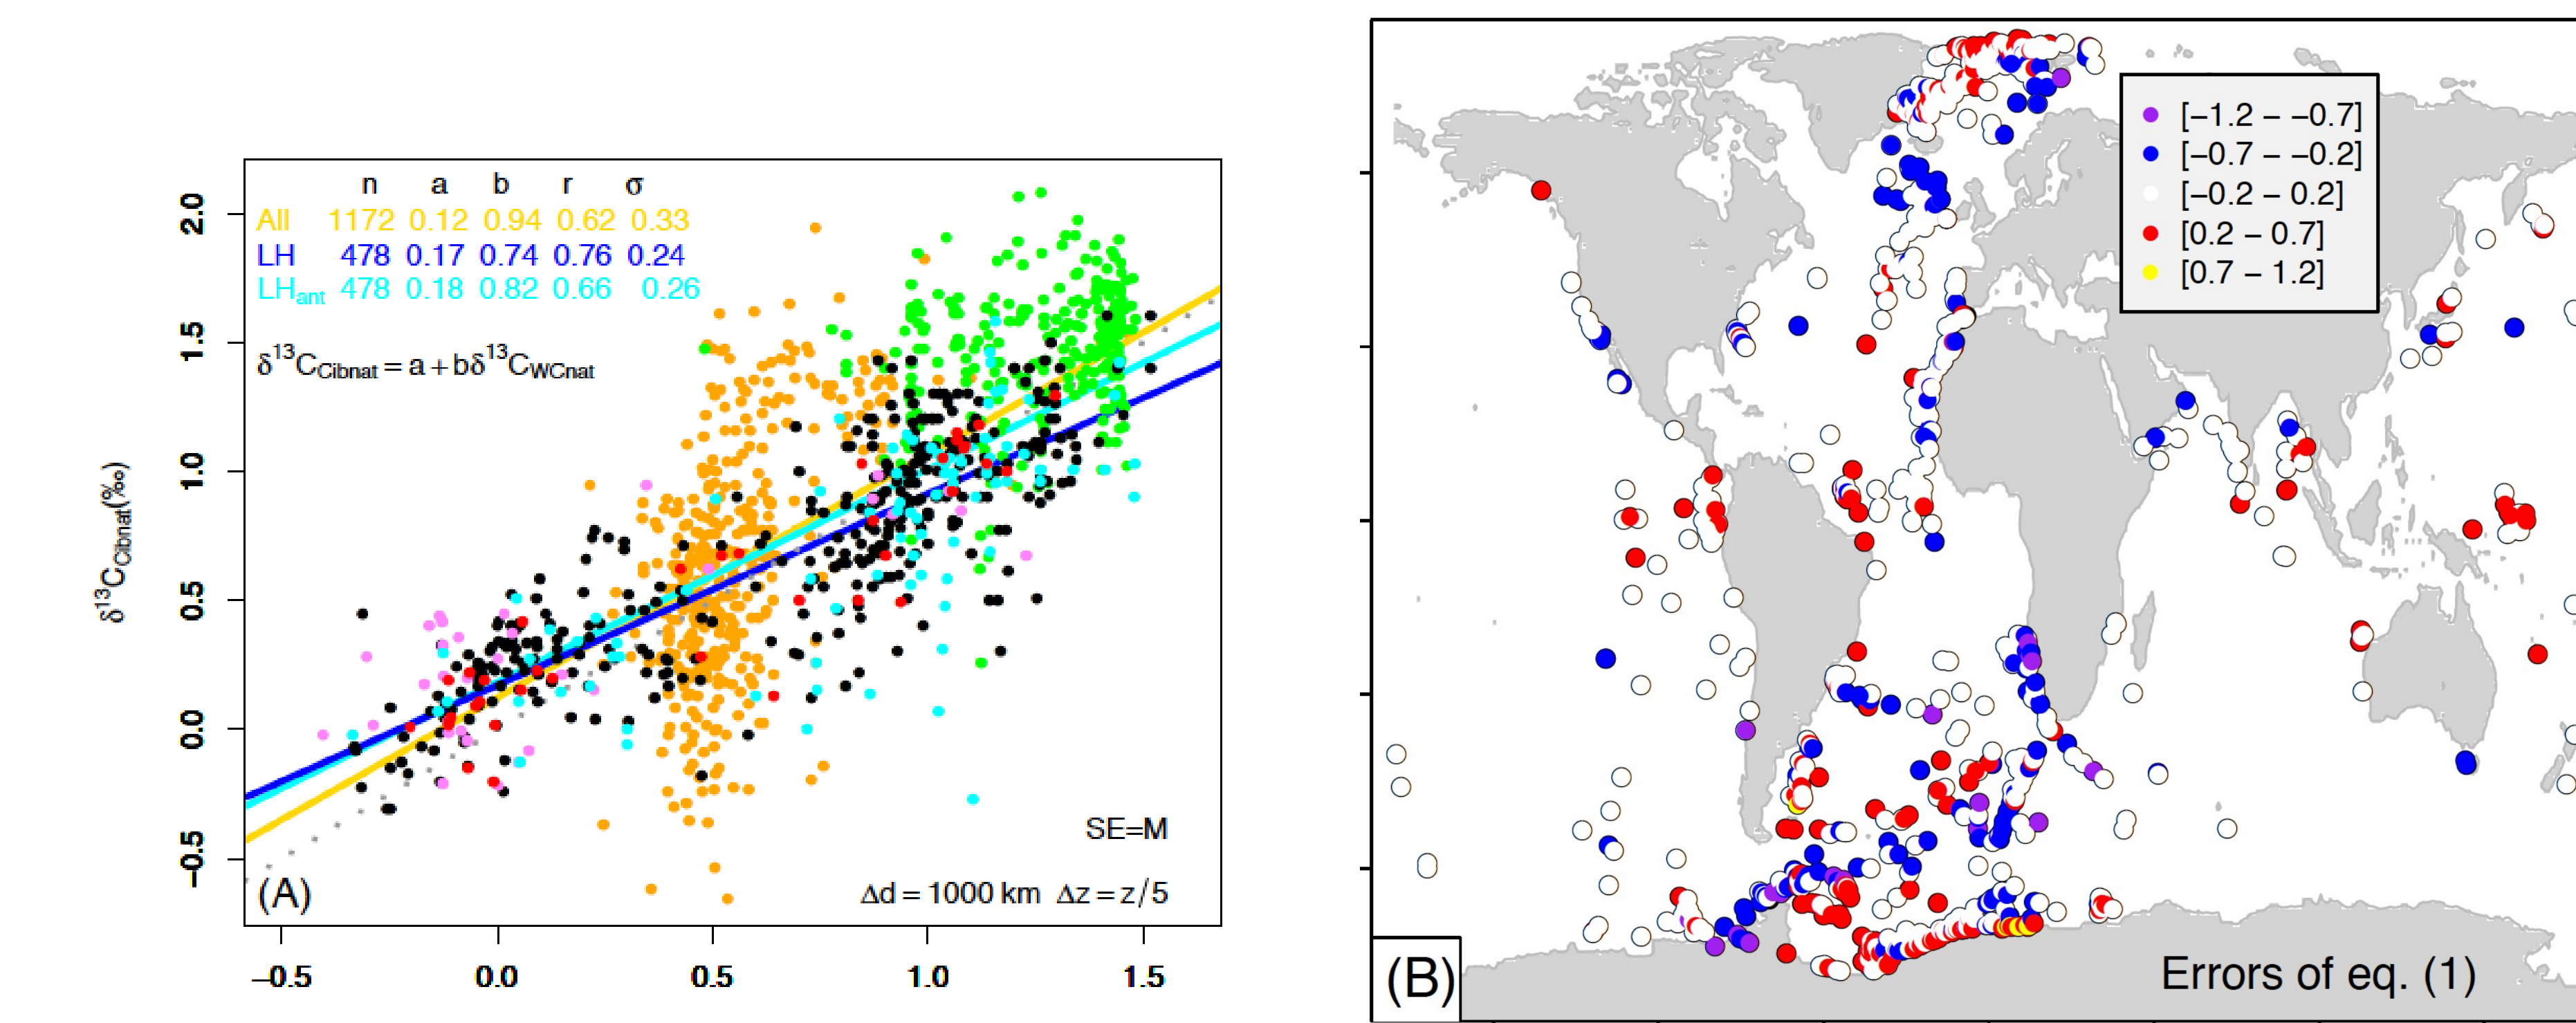 n a b r σ
All 1172 0.12 0.94 0.62 0.33
LH 478 0.17 0.74 0.76 0.24
LHant 478 0.18 0.82 0.66 0.26
δ13CCibnat = a + bδ13CWCnat
SE=M
Δd = 1000 km Δz = z/5
(A)
δ13CCibnat(‰)
2.0
1.5
1.0
0.5
0.0
−0.5
−0.5 0.0 0.5 1.0 1.5
[−1.2 − −0.7]
[−0.7 − −0.2]
[−0.2 − 0.2]
[0.2 − 0.7]
[0.7 − 1.2]
(B)
Errors of eq. (1)